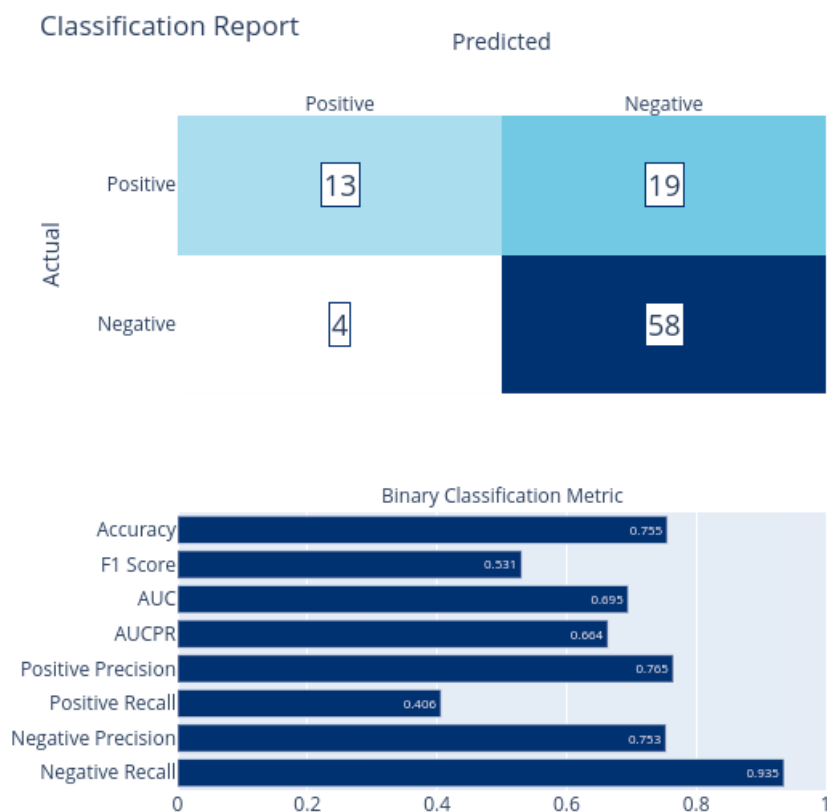 Classification Report
Predicted
Positive Negative
Positive 13 19
Actual
Negative 4 58
Binary Classification Metric
Accuracy 0.755
F1 Score 0.531
AUC 0.695
AUCPR 0.664
Positive Precision 0.765
Positive Recall 0.406
Negative Precision 0.753
Negative Recall 0.935
0 0.2 0.4 0.6 0.8 1